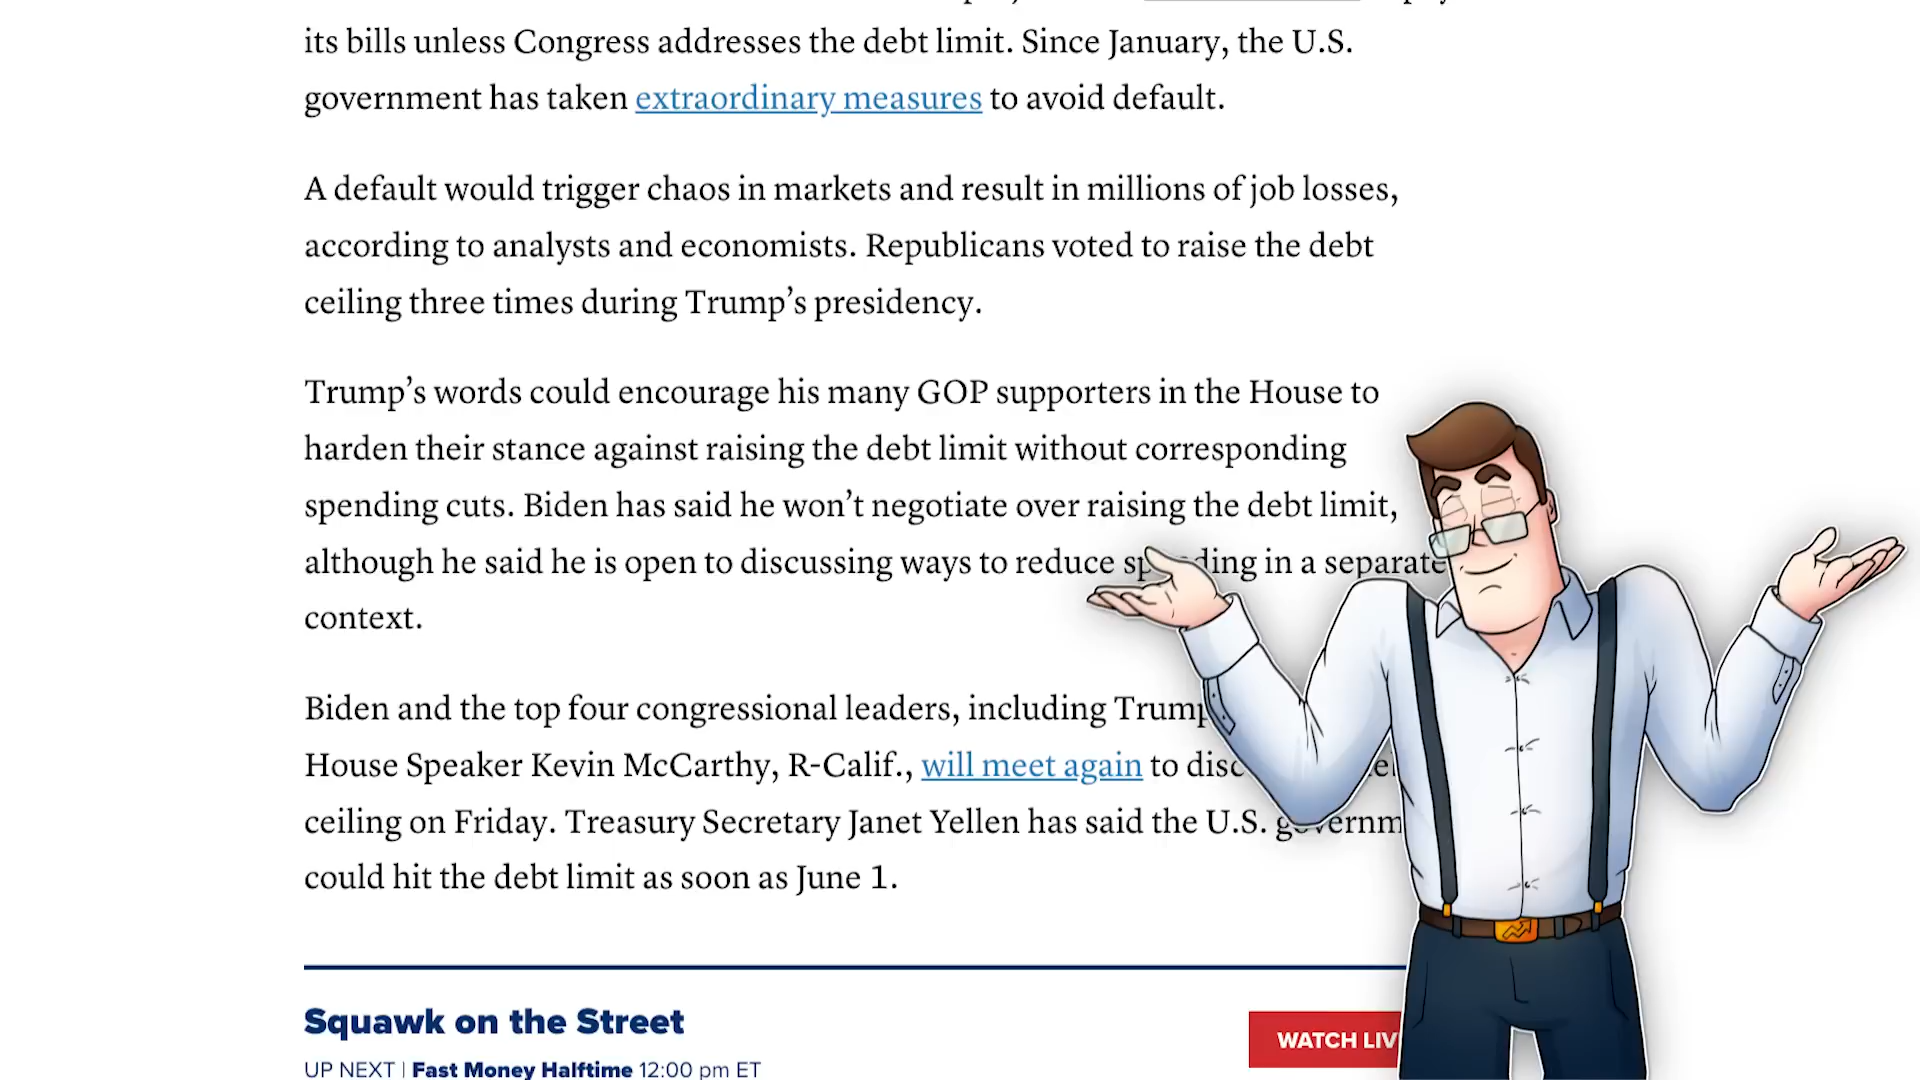 its bills unless Congress addresses the debt limit. Since January, the U.S.
government has taken extraordinary measures to avoid default.
A default would trigger chaos in markets and result in millions of job losses,
according to analysts and economists. Republicans voted to raise the debt
ceiling three times during Trump’s presidency.
Trump’s words could encourage his many GOP supporters in the House to
harden their stance against raising the debt limit without corresponding
spending cuts. Biden has said he won’t negotiate over raising the debt limit,
although he said he is open to discussing ways to reduce in a separate
context.
Biden and the top four congressional leaders, including
House Speaker Kevin McCarthy, R-Calif., will meet again to
ceiling on Friday. Treasury Secretary Janet Yellen has said the U.S.
could hit the debt limit as soon as June 1.
Squawk on the Street
WATCH
UP NEXT | Fast Money Halftime 12:00 pm ET